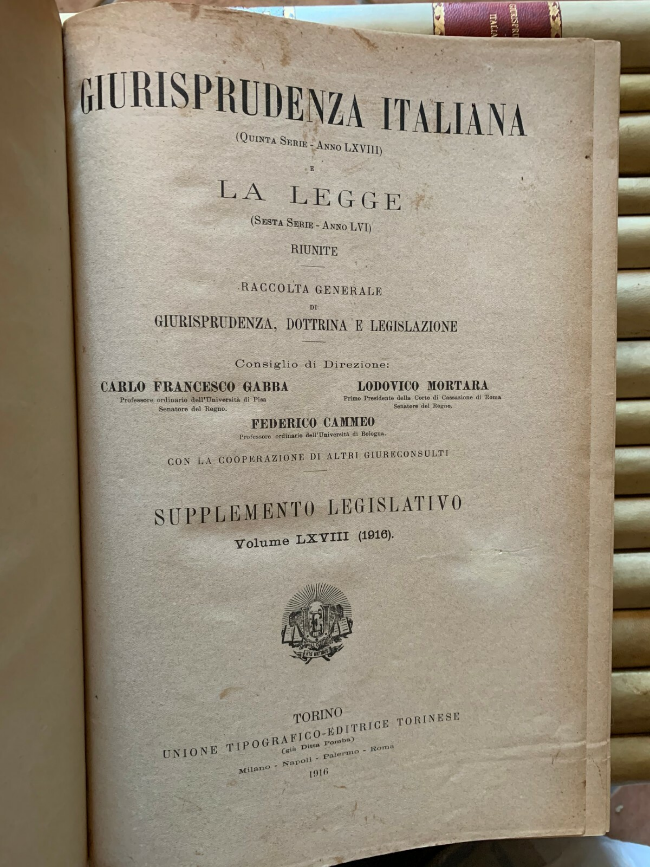 GIURISPRUDENZA ITALIANA
(QUINTA SERIE - ANNO LXVIII)
E
LA LEGGE
(SESTA SERIE - ANNO LVI)
RIUNITE
RACCOLTA GENERALE
DI
GIURISPRUDENZA, DOTTRINA E LEGISLAZIONE
Consiglio di Direzione:
CARLO FRANCESCO GABBA
Professore ordinario dell'Università di Pisa
Senatore del Regno.
LODOVICO MORTARA
Primo Presidente della Corte di Cassazione di Roma
Senatore del Regno.
FEDERICO CAMMEO
Professore ordinario dell'Università di Bologna.
CON LA COOPERAZIONE DI ALTRI GIURECONSULTI
SUPPLEMENTO LEGISLATIVO
Volume LXVIII (1916).
TORINO
UNIONE TIPOGRAFICO-EDITRICE TORINESE
(già Ditta Pomba)
Milano - Napoli - Palermo - Roma
1916